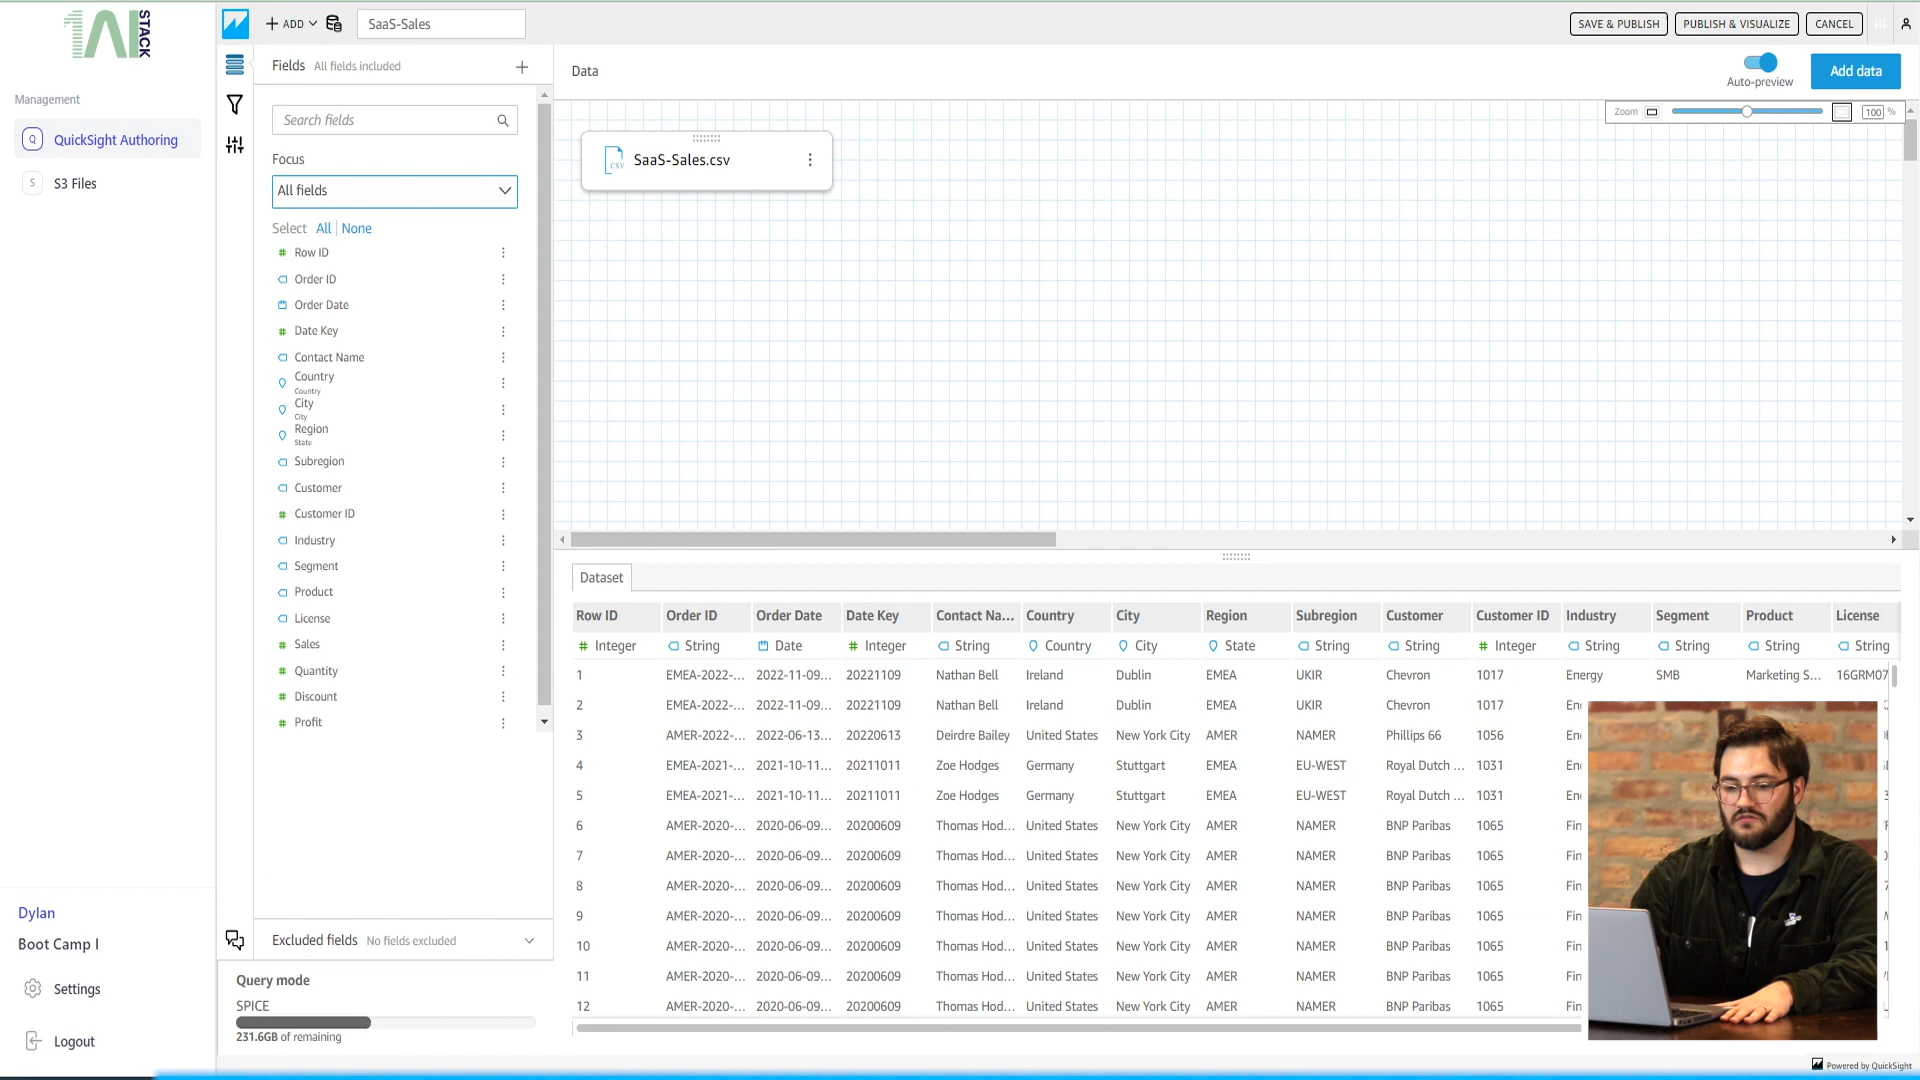 1AI
STACK
Management
Q QuickSight Authoring
S S3 Files
Dylan
Boot Camp I
Settings
Logout
ADD
SaaS-Sales
SAVE & PUBLISH
PUBLISH & VISUALIZE
CANCEL
Fields All fields included
Search fields
Focus
All fields
Select All None
Row ID
Order ID
Order Date
Date Key
Contact Name
Country
Country
City
City
Region
State
Subregion
Customer
Customer ID
Industry
Segment
Product
License
Sales
Quantity
Discount
Profit
Excluded fields No fields excluded
Query mode
SPICE
231.6GB of remaining
Data
Auto-preview
Add data
Zoom 100 %
CSV SaaS-Sales.csv
Dataset
Row ID Order ID Order Date Date Key Contact Na... Country City Region Subregion Customer Customer ID Industry Segment Product License
# Integer String Date # Integer String Country City State String String # Integer String String String String
1 EMEA-2022-... 2022-11-09... 20221109 Nathan Bell Ireland Dublin EMEA UKIR Chevron 1017 Energy SMB Marketing S... 16GRM07
2 EMEA-2022-... 2022-11-09... 20221109 Nathan Bell Ireland Dublin EMEA UKIR Chevron 1017 En
3 AMER-2022-... 2022-06-13... 20220613 Deirdre Bailey United States New York City AMER NAMER Phillips 66 1056 En
4 EMEA-2021-... 2021-10-11... 20211011 Zoe Hodges Germany Stuttgart EMEA EU-WEST Royal Dutch ... 1031 En
5 EMEA-2021-... 2021-10-11... 20211011 Zoe Hodges Germany Stuttgart EMEA EU-WEST Royal Dutch ... 1031 En
6 AMER-2020-... 2020-06-09... 20200609 Thomas Hod... United States New York City AMER NAMER BNP Paribas 1065 Fin
7 AMER-2020-... 2020-06-09... 20200609 Thomas Hod... United States New York City AMER NAMER BNP Paribas 1065 Fin
8 AMER-2020-... 2020-06-09... 20200609 Thomas Hod... United States New York City AMER NAMER BNP Paribas 1065 Fin
9 AMER-2020-... 2020-06-09... 20200609 Thomas Hod... United States New York City AMER NAMER BNP Paribas 1065 Fin
10 AMER-2020-... 2020-06-09... 20200609 Thomas Hod... United States New York City AMER NAMER BNP Paribas 1065 Fin
11 AMER-2020-... 2020-06-09... 20200609 Thomas Hod... United States New York City AMER NAMER BNP Paribas 1065 Fin
12 AMER-2020-... 2020-06-09... 20200609 Thomas Hod... United States New York City AMER NAMER BNP Paribas 1065 Fin
Powered by QuickSight